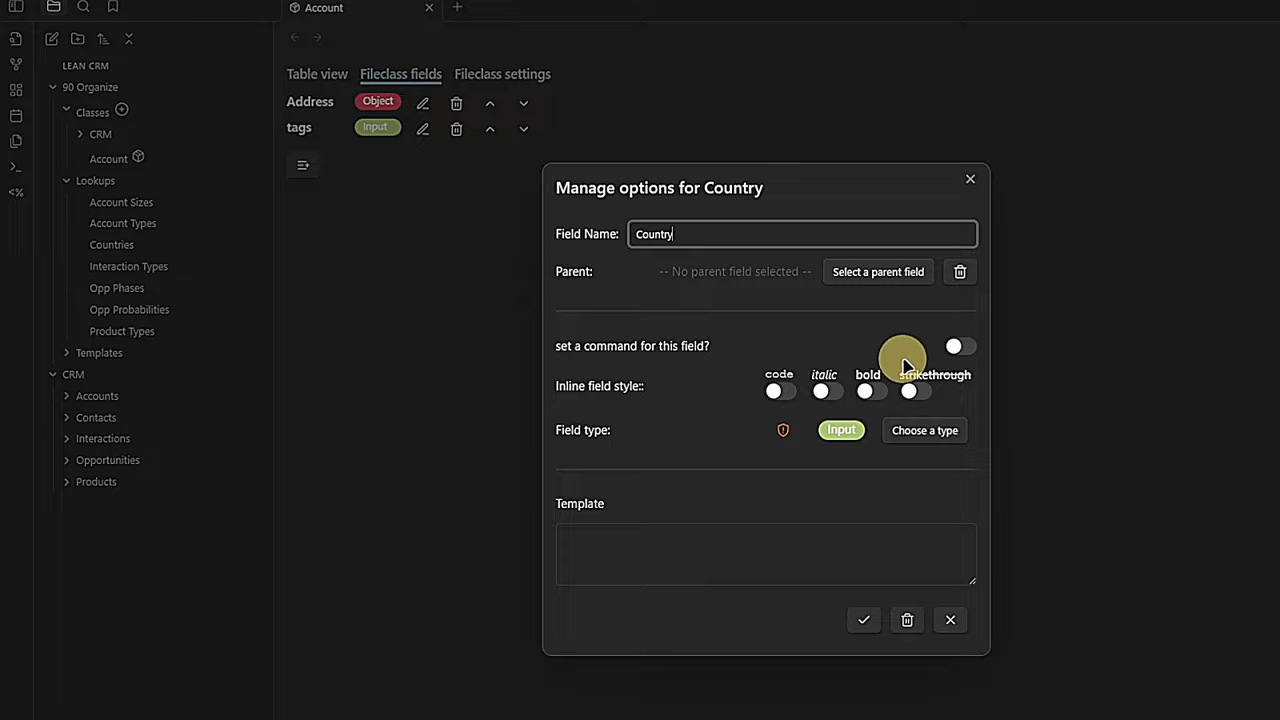 Account
LEAN CRM
90 Organize
Classes
CRM
Account
Lookups
Account Sizes
Account Types
Countries
Interaction Types
Opp Phases
Opp Probabilities
Product Types
Templates
CRM
Accounts
Contacts
Interactions
Opportunities
Products
Table view Fileclass fields Fileclass settings
Address Object
tags Input
Manage options for Country
Field Name: Country
Parent: -- No parent field selected -- Select a parent field
set a command for this field?
code italic bold strikethrough
Inline field style::
Field type: Input Choose a type
Template